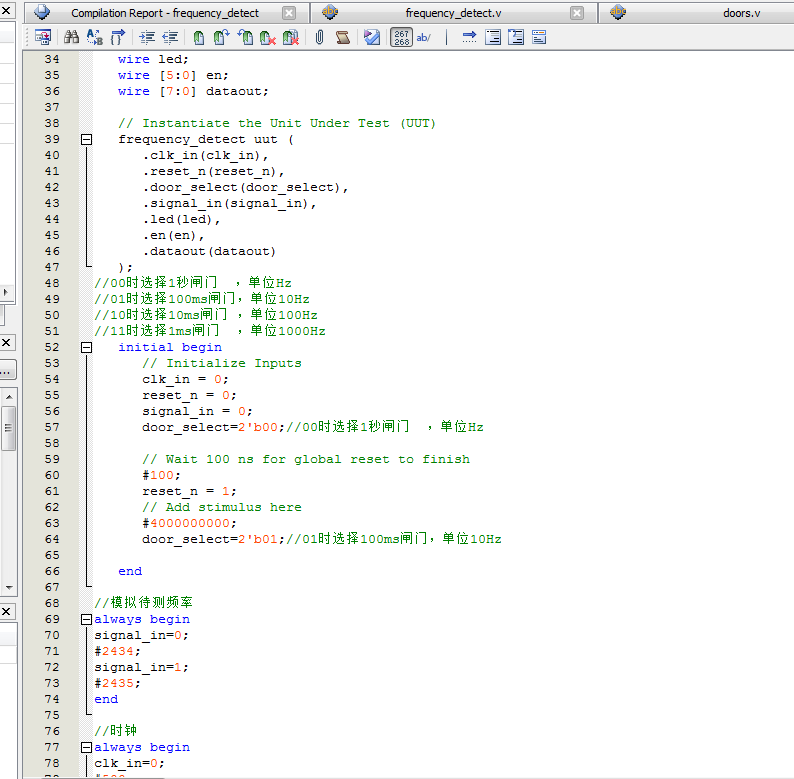 Compilation Report - frequency_detect
frequency_detect.v
doors.v
267
268
ab/
34 wire led;
35 wire [5:0] en;
36 wire [7:0] dataout;
37
38 // Instantiate the Unit Under Test (UUT)
39 frequency_detect uut (
40 .clk_in(clk_in),
41 .reset_n(reset_n),
42 .door_select(door_select),
43 .signal_in(signal_in),
44 .led(led),
45 .en(en),
46 .dataout(dataout)
47 );
48 //00时选择1秒闸门 ，单位Hz
49 //01时选择100ms闸门，单位10Hz
50 //10时选择10ms闸门 ，单位100Hz
51 //11时选择1ms闸门 ，单位1000Hz
52 initial begin
53 // Initialize Inputs
54 clk_in = 0;
55 reset_n = 0;
56 signal_in = 0;
57 door_select=2'b00;//00时选择1秒闸门 ，单位Hz
58
59 // Wait 100 ns for global reset to finish
60 #100;
61 reset_n = 1;
62 // Add stimulus here
63 #4000000000;
64 door_select=2'b01;//01时选择100ms闸门，单位10Hz
65
66 end
67
68 //模拟待测频率
69 always begin
70 signal_in=0;
71 #2434;
72 signal_in=1;
73 #2435;
74 end
75
76 //时钟
77 always begin
78 clk_in=0;